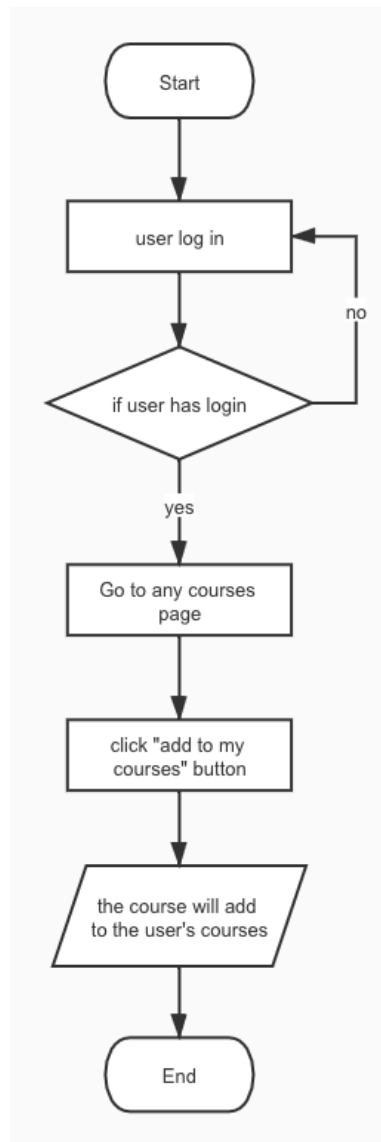 Start
user log in
no
if user has login
yes
Go to any courses
page
click "add to my
courses" button
the course will add
to the user's courses
End